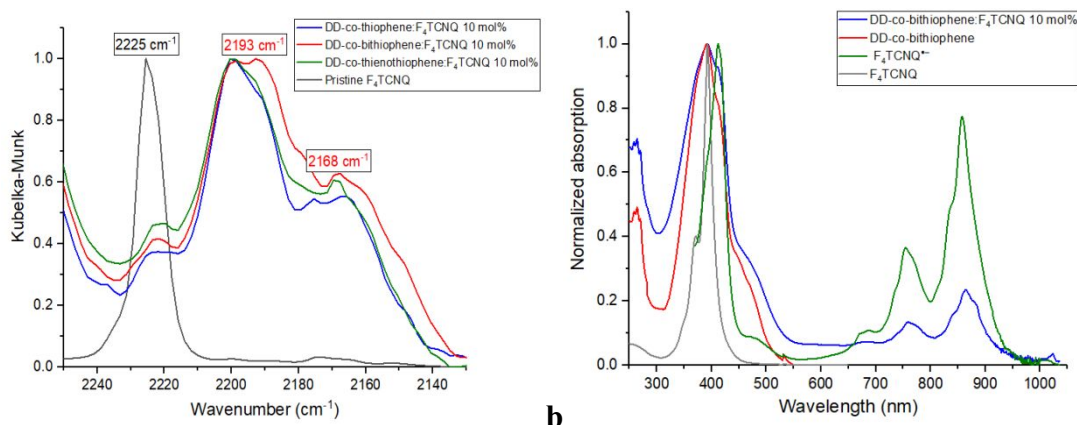 2225 cm⁻¹
2193 cm⁻¹
2168 cm⁻¹
DD-co-thiophene:F₄TCNQ 10 mol%
DD-co-bithiophene:F₄TCNQ 10 mol%
DD-co-thienothiophene:F₄TCNQ 10 mol%
Pristine F₄TCNQ
Kubelka-Munk
1.0
0.8
0.6
0.4
0.2
0.0
2240 2220 2200 2180 2160 2140
Wavenumber (cm⁻¹)
b
DD-co-bithiophene:F₄TCNQ 10 mol%
DD-co-bithiophene
F₄TCNQ•−
F₄TCNQ
Normalized absorption
1.0
0.8
0.6
0.4
0.2
0.0
250 300 400 500 600 700 800 900 1000
Wavelength (nm)